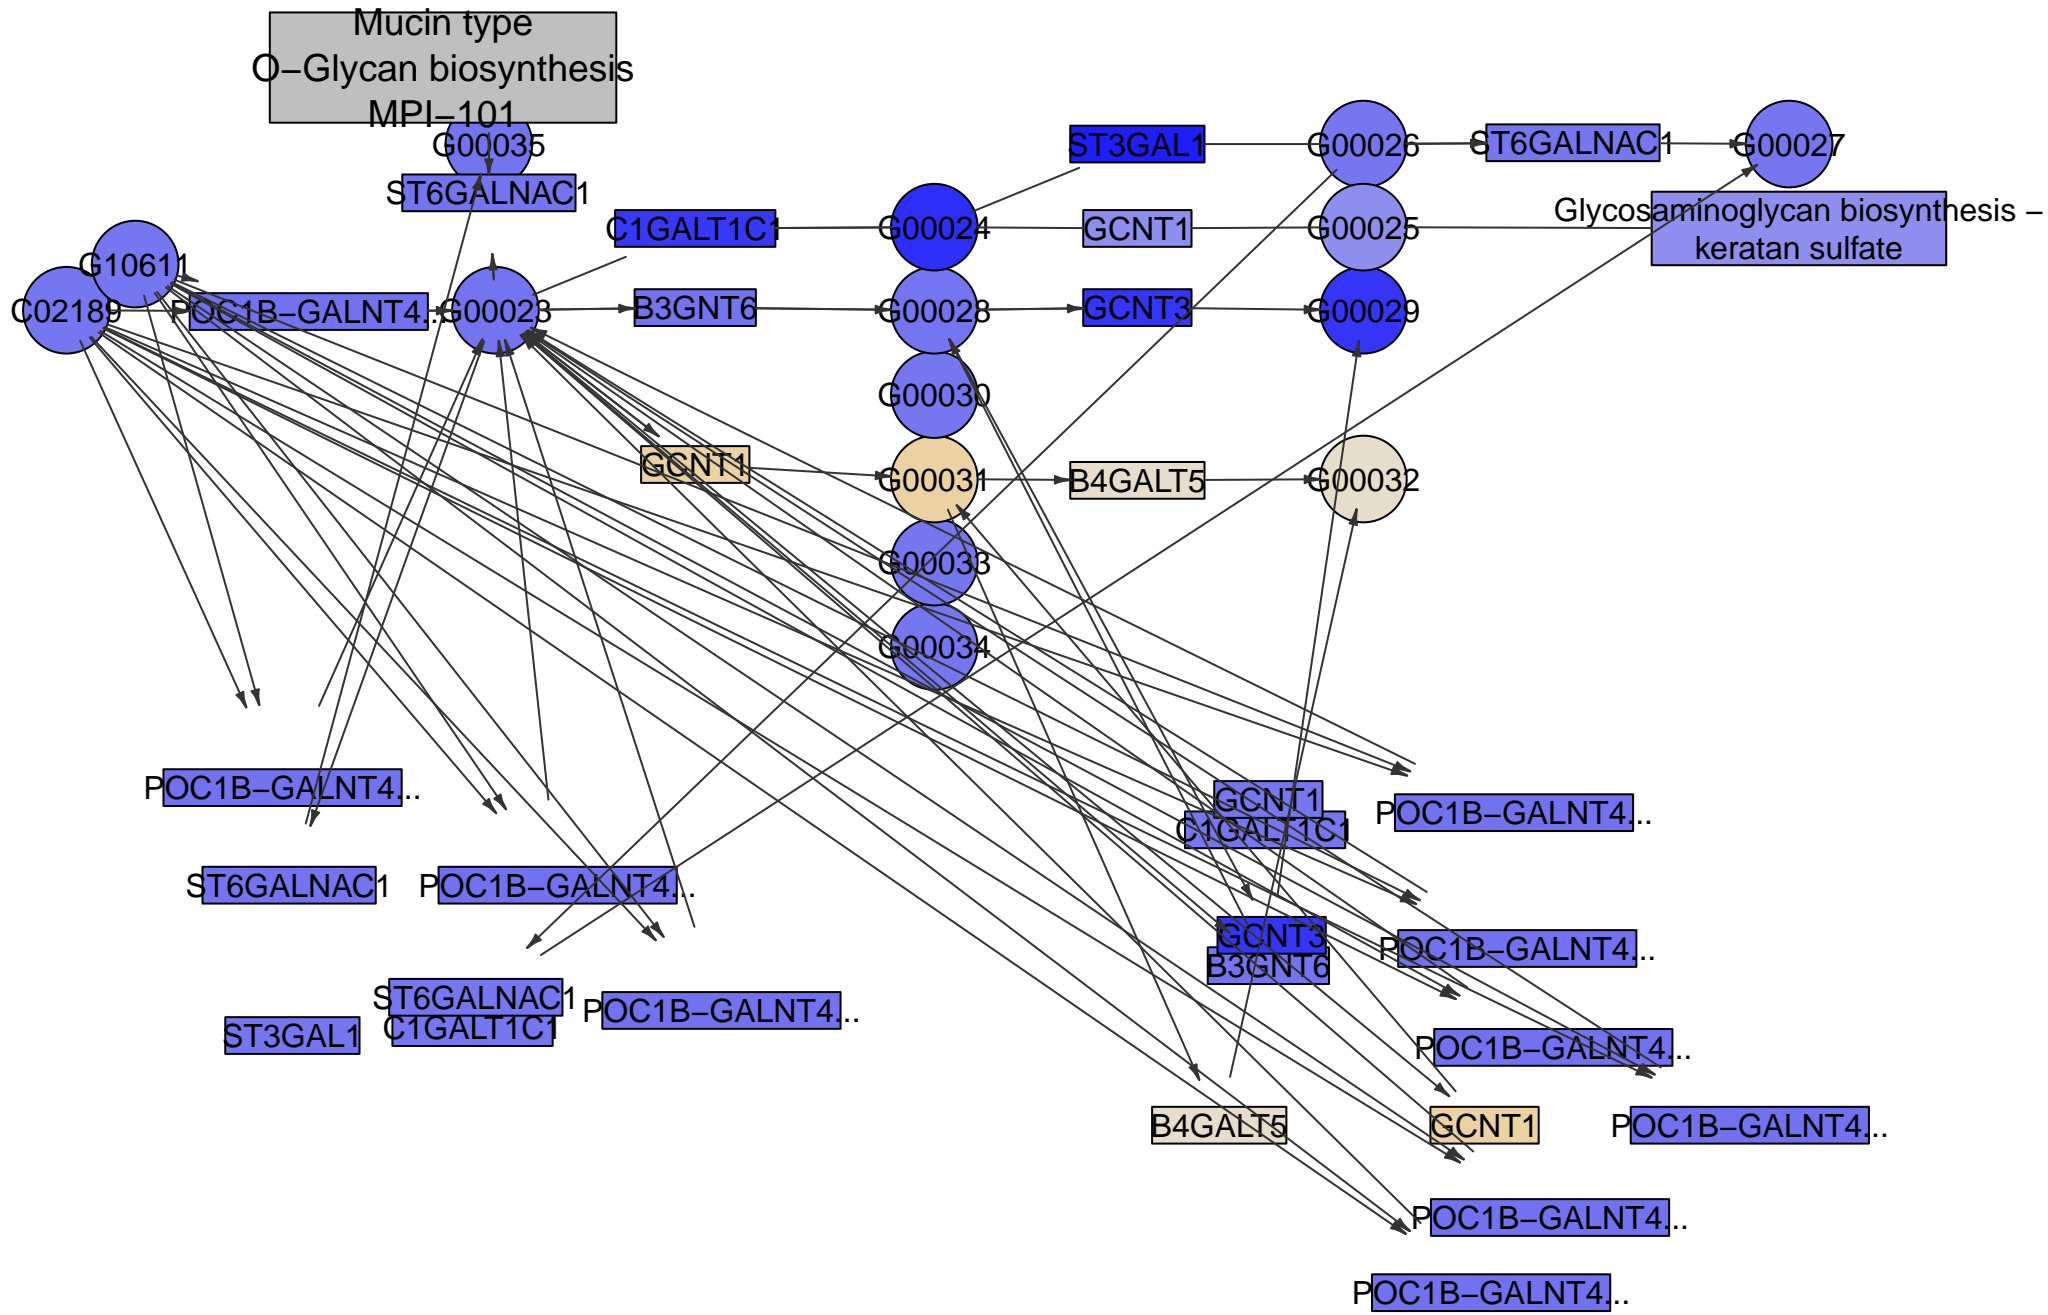 Mucin type
O−Glycan biosynthesis
MPI−101
G00035
ST3GAL1
G00026
ST6GALNAC1
G00027
ST6GALNAC1
C1GALT1C1
G00024
GCNT1
G00025
Glycosaminoglycan biosynthesis −
keratan sulfate
G10611
C02189
POC1B−GALNT4...
G00023
B3GNT6
G00028
GCNT3
G00029
G00030
GCNT1
G00031
B4GALT5
G00032
G00033
G00034
POC1B−GALNT4...
GCNT1
POC1B−GALNT4...
C1GALT1C1
ST6GALNAC1
POC1B−GALNT4...
GCNT3
POC1B−GALNT4...
B3GNT6
ST6GALNAC1
POC1B−GALNT4...
C1GALT1C1
ST3GAL1
POC1B−GALNT4...
B4GALT5
GCNT1
POC1B−GALNT4...
POC1B−GALNT4...
POC1B−GALNT4...